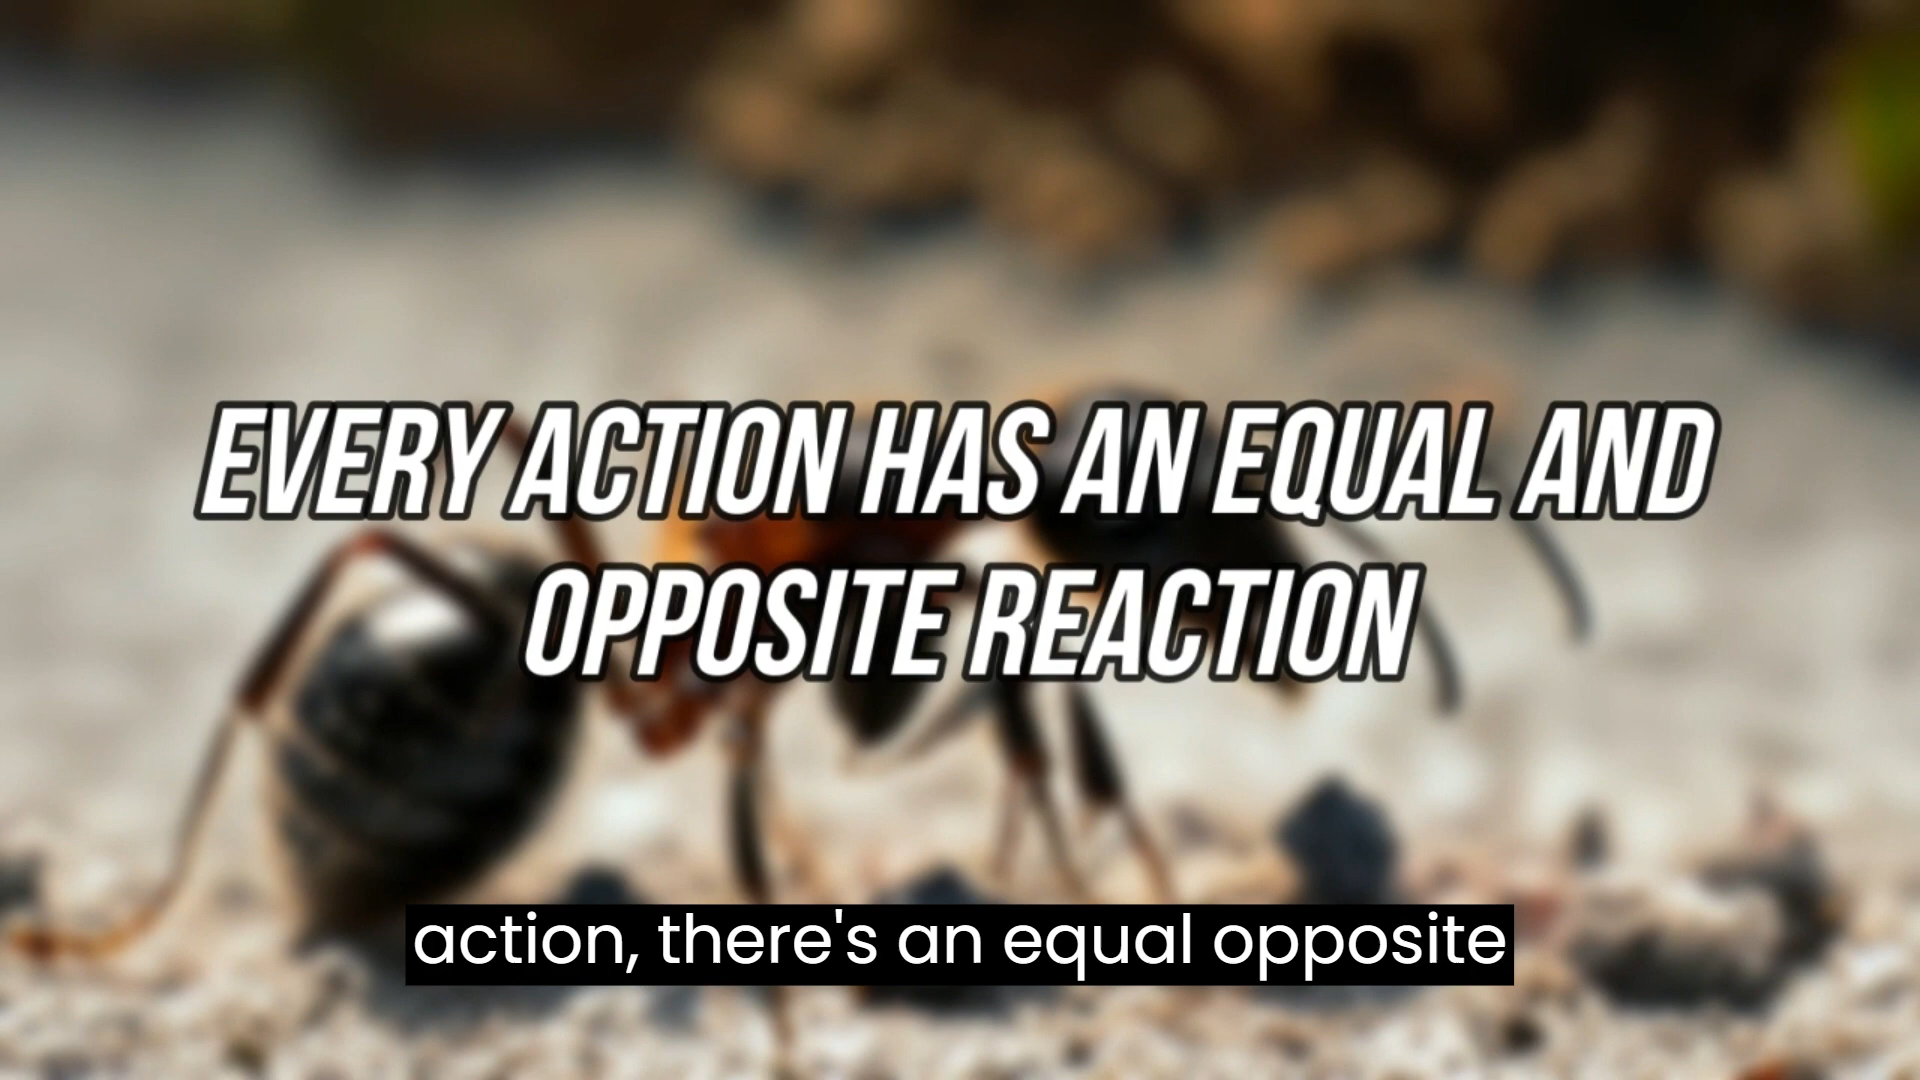 EVERY ACTION HAS AN EQUAL AND
OPPOSITE REACTION
action, there's an equal opposite